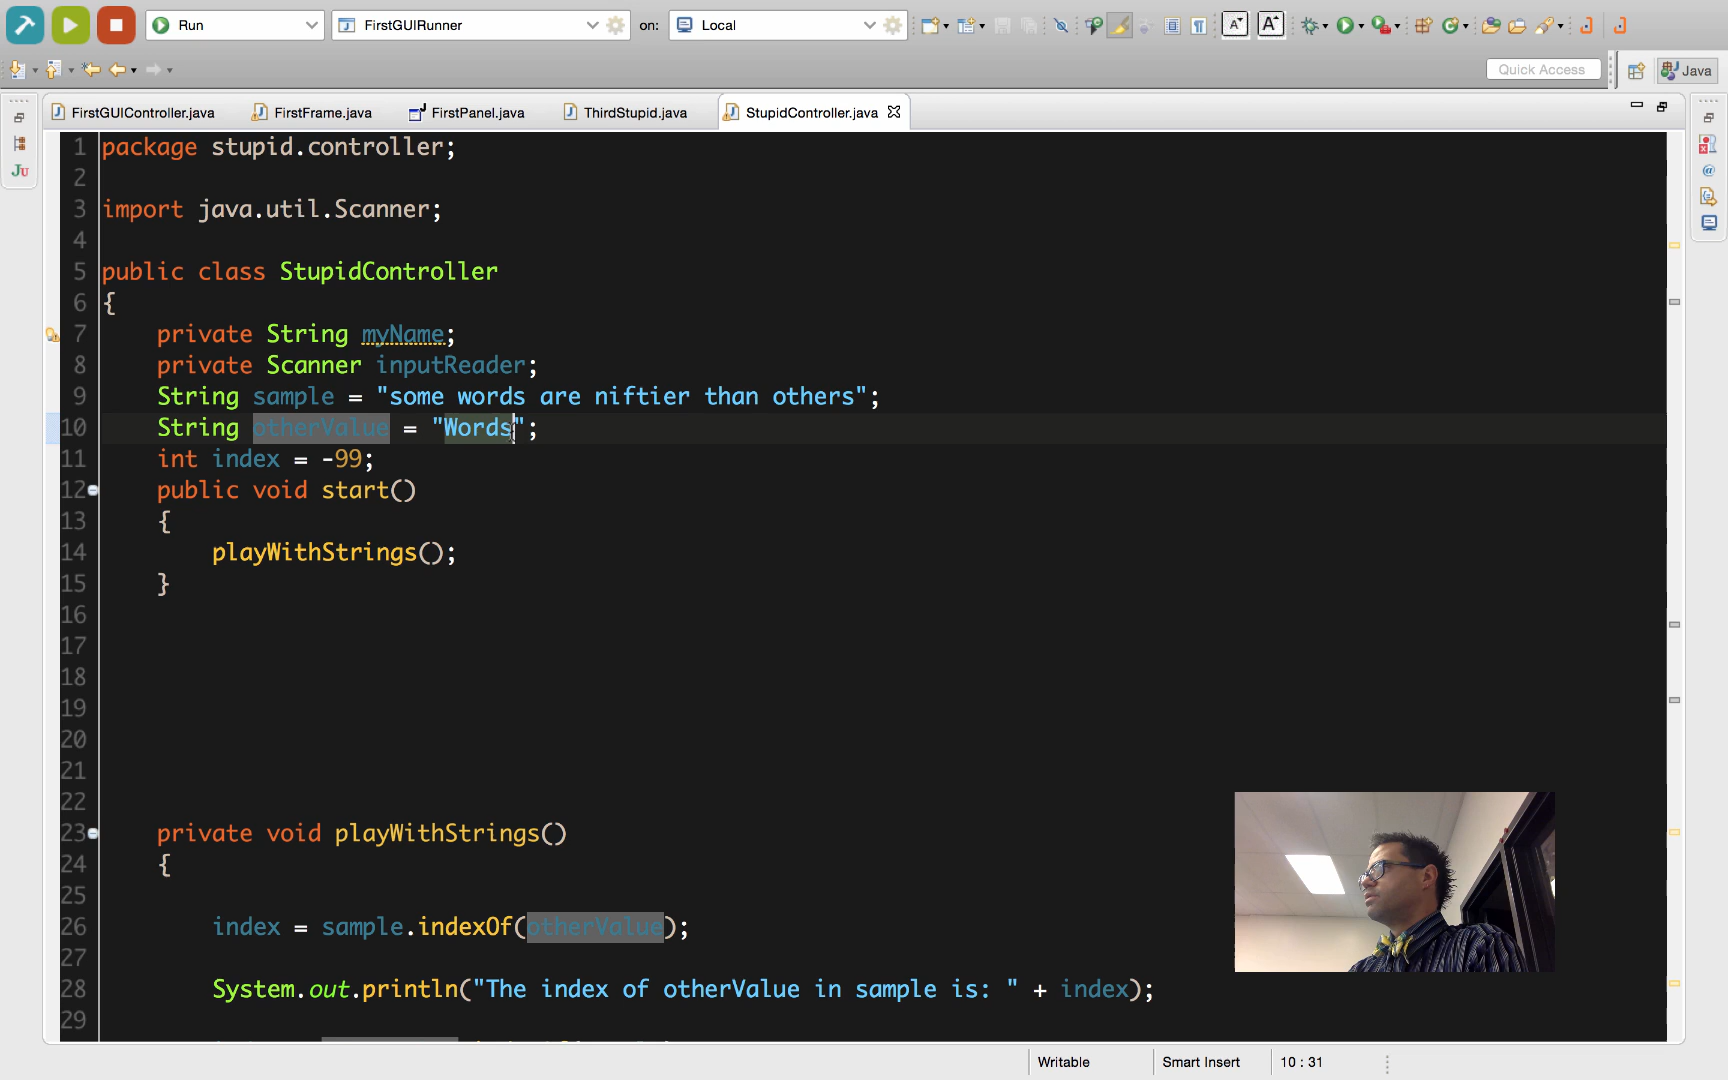 Run
FirstGUIRunner
on:
Local
Quick Access
Java
FirstGUIController.java
FirstFrame.java
FirstPanel.java
ThirdStupid.java
StupidController.java
1 package stupid.controller;
2
3 import java.util.Scanner;
4
5 public class StupidController
6 {
7 private String myName;
8 private Scanner inputReader;
9 String sample = "some words are niftier than others";
10 String otherValue = "Words";
11 int index = -99;
12 public void start()
13 {
14 playWithStrings();
15 }
16
17
18
19
20
21
22
23 private void playWithStrings()
24 {
25
26 index = sample.indexOf(otherValue);
27
28 System.out.println("The index of otherValue in sample is: " + index);
29
Writable
Smart Insert
10 : 31